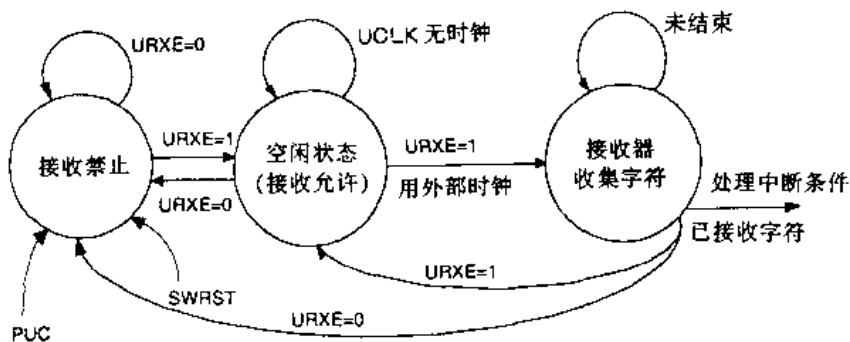 URXE=0
UCLK 无时钟
未结束
URXE=1
URXE=1
接收禁止
空闲状态
(接收允许)
接收器
收集字符
用外部时钟
处理中断条件
URXE=0
已接收字符
URXE=1
SWRST
URXE=0
PUC